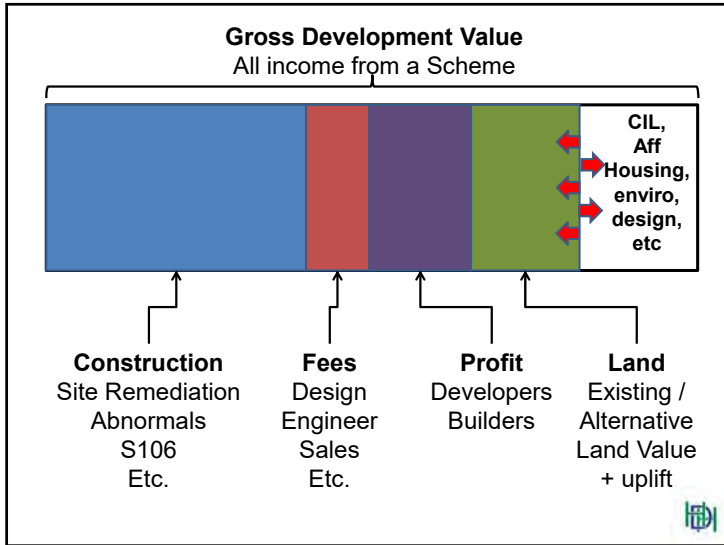 Gross Development Value
All income from a Scheme
CIL,
Aff
Housing,
enviro,
design,
etc
Construction
Site Remediation
Abnormals
S106
Etc.
Fees
Design
Engineer
Sales
Etc.
Profit
Developers
Builders
Land
Existing /
Alternative
Land Value
+ uplift